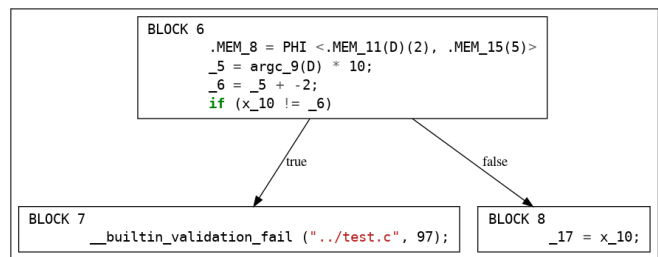 BLOCK 6
.MEM_8 = PHI <.MEM_11(D)(2), .MEM_15(5)>
_5 = argc_9(D) * 10;
_6 = _5 + -2;
if (x_10 != _6)
true
false
BLOCK 7
__builtin_validation_fail ("../test.c", 97);
BLOCK 8
_17 = x_10;